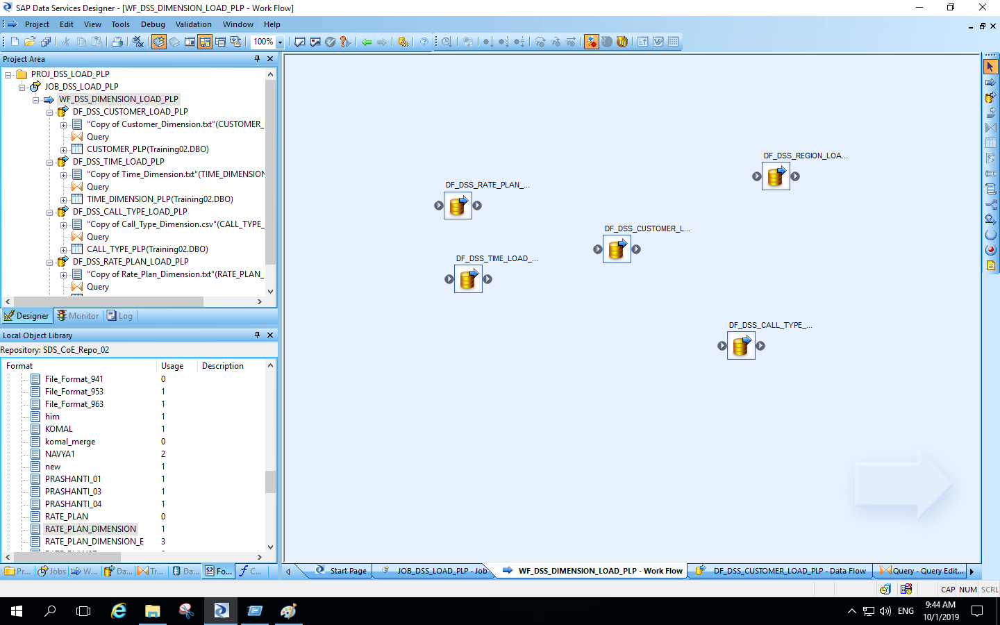 SAP Data Services Designer - [WF_DSS_DIMENSION_LOAD_PLP - Work Flow]
Project Edit View Tools Debug Validation Window Help
100%
Project Area
PROJ_DSS_LOAD_PLP
JOB_DSS_LOAD_PLP
WF_DSS_DIMENSION_LOAD_PLP
DF_DSS_CUSTOMER_LOAD_PLP
"Copy of Customer_Dimension.txt"(CUSTOMER_
Query
CUSTOMER_PLP(Training02.DBO)
DF_DSS_TIME_LOAD_PLP
"Copy of Time_Dimension.txt"(TIME_DIMENSION
Query
TIME_DIMENSION_PLP(Training02.DBO)
DF_DSS_CALL_TYPE_LOAD_PLP
"Copy of Call_Type_Dimension.csv"(CALL_TYPE_
Query
CALL_TYPE_PLP(Training02.DBO)
DF_DSS_RATE_PLAN_LOAD_PLP
"Copy of Rate_Plan_Dimension.txt"(RATE_PLAN_
Query
Designer Monitor Log
Local Object Library
Repository: SDS_CoE_Repo_02
Format Usage Description
File_Format_941 0
File_Format_953 1
File_Format_963 1
him 1
KOMAL 1
komal_merge 0
NAVYA1 2
new 1
PRASHANTI_01 1
PRASHANTI_03 1
PRASHANTI_04 1
RATE_PLAN 0
RATE_PLAN_DIMENSION 1
RATE_PLAN_DIMENSION_E 3
Pr... Jobs W... Da... Tr... Da... Fo... C...
DF_DSS_REGION_LOA...
DF_DSS_RATE_PLAN_...
DF_DSS_CUSTOMER_L...
DF_DSS_TIME_LOAD_...
DF_DSS_CALL_TYPE_...
Start Page JOB_DSS_LOAD_PLP - Job WF_DSS_DIMENSION_LOAD_PLP - Work Flow DF_DSS_CUSTOMER_LOAD_PLP - Data Flow Query - Query Edit...
CAP NUM SCRL
ENG
9:44 AM
10/1/2019